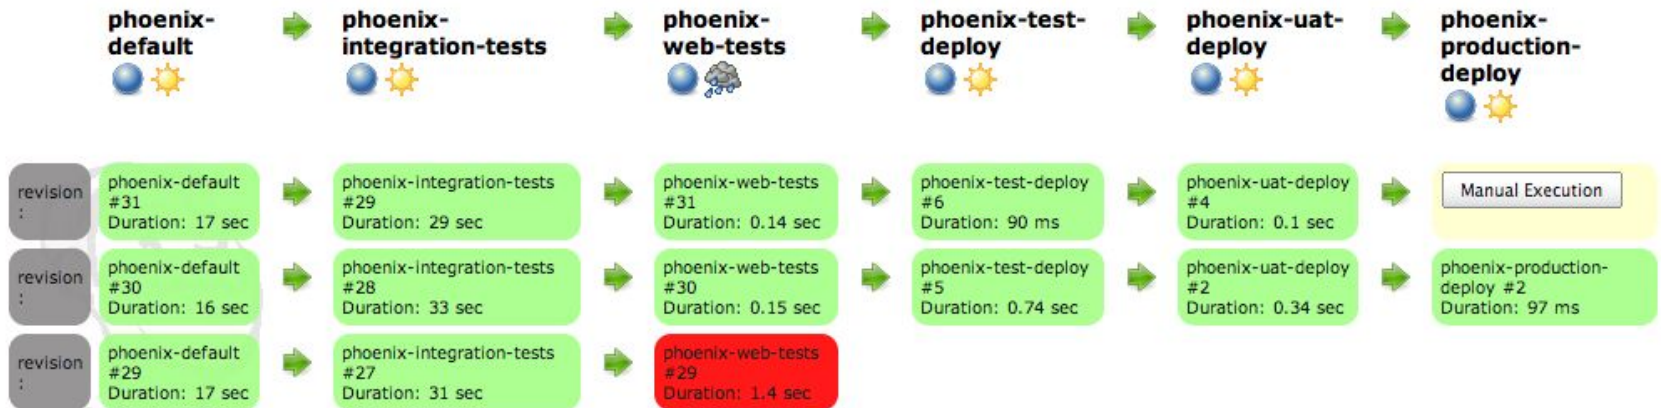 phoenix-
default
phoenix-
integration-tests
phoenix-
web-tests
phoenix-test-
deploy
phoenix-uat-
deploy
phoenix-
production-
deploy
revision
:
phoenix-default
#31
Duration: 17 sec
phoenix-integration-tests
#29
Duration: 29 sec
phoenix-web-tests
#31
Duration: 0.14 sec
phoenix-test-deploy
#6
Duration: 90 ms
phoenix-uat-deploy
#4
Duration: 0.1 sec
Manual Execution
revision
:
phoenix-default
#30
Duration: 16 sec
phoenix-integration-tests
#28
Duration: 33 sec
phoenix-web-tests
#30
Duration: 0.15 sec
phoenix-test-deploy
#5
Duration: 0.74 sec
phoenix-uat-deploy
#2
Duration: 0.34 sec
phoenix-production-
deploy #2
Duration: 97 ms
revision
:
phoenix-default
#29
Duration: 17 sec
phoenix-integration-tests
#27
Duration: 31 sec
phoenix-web-tests
#29
Duration: 1.4 sec